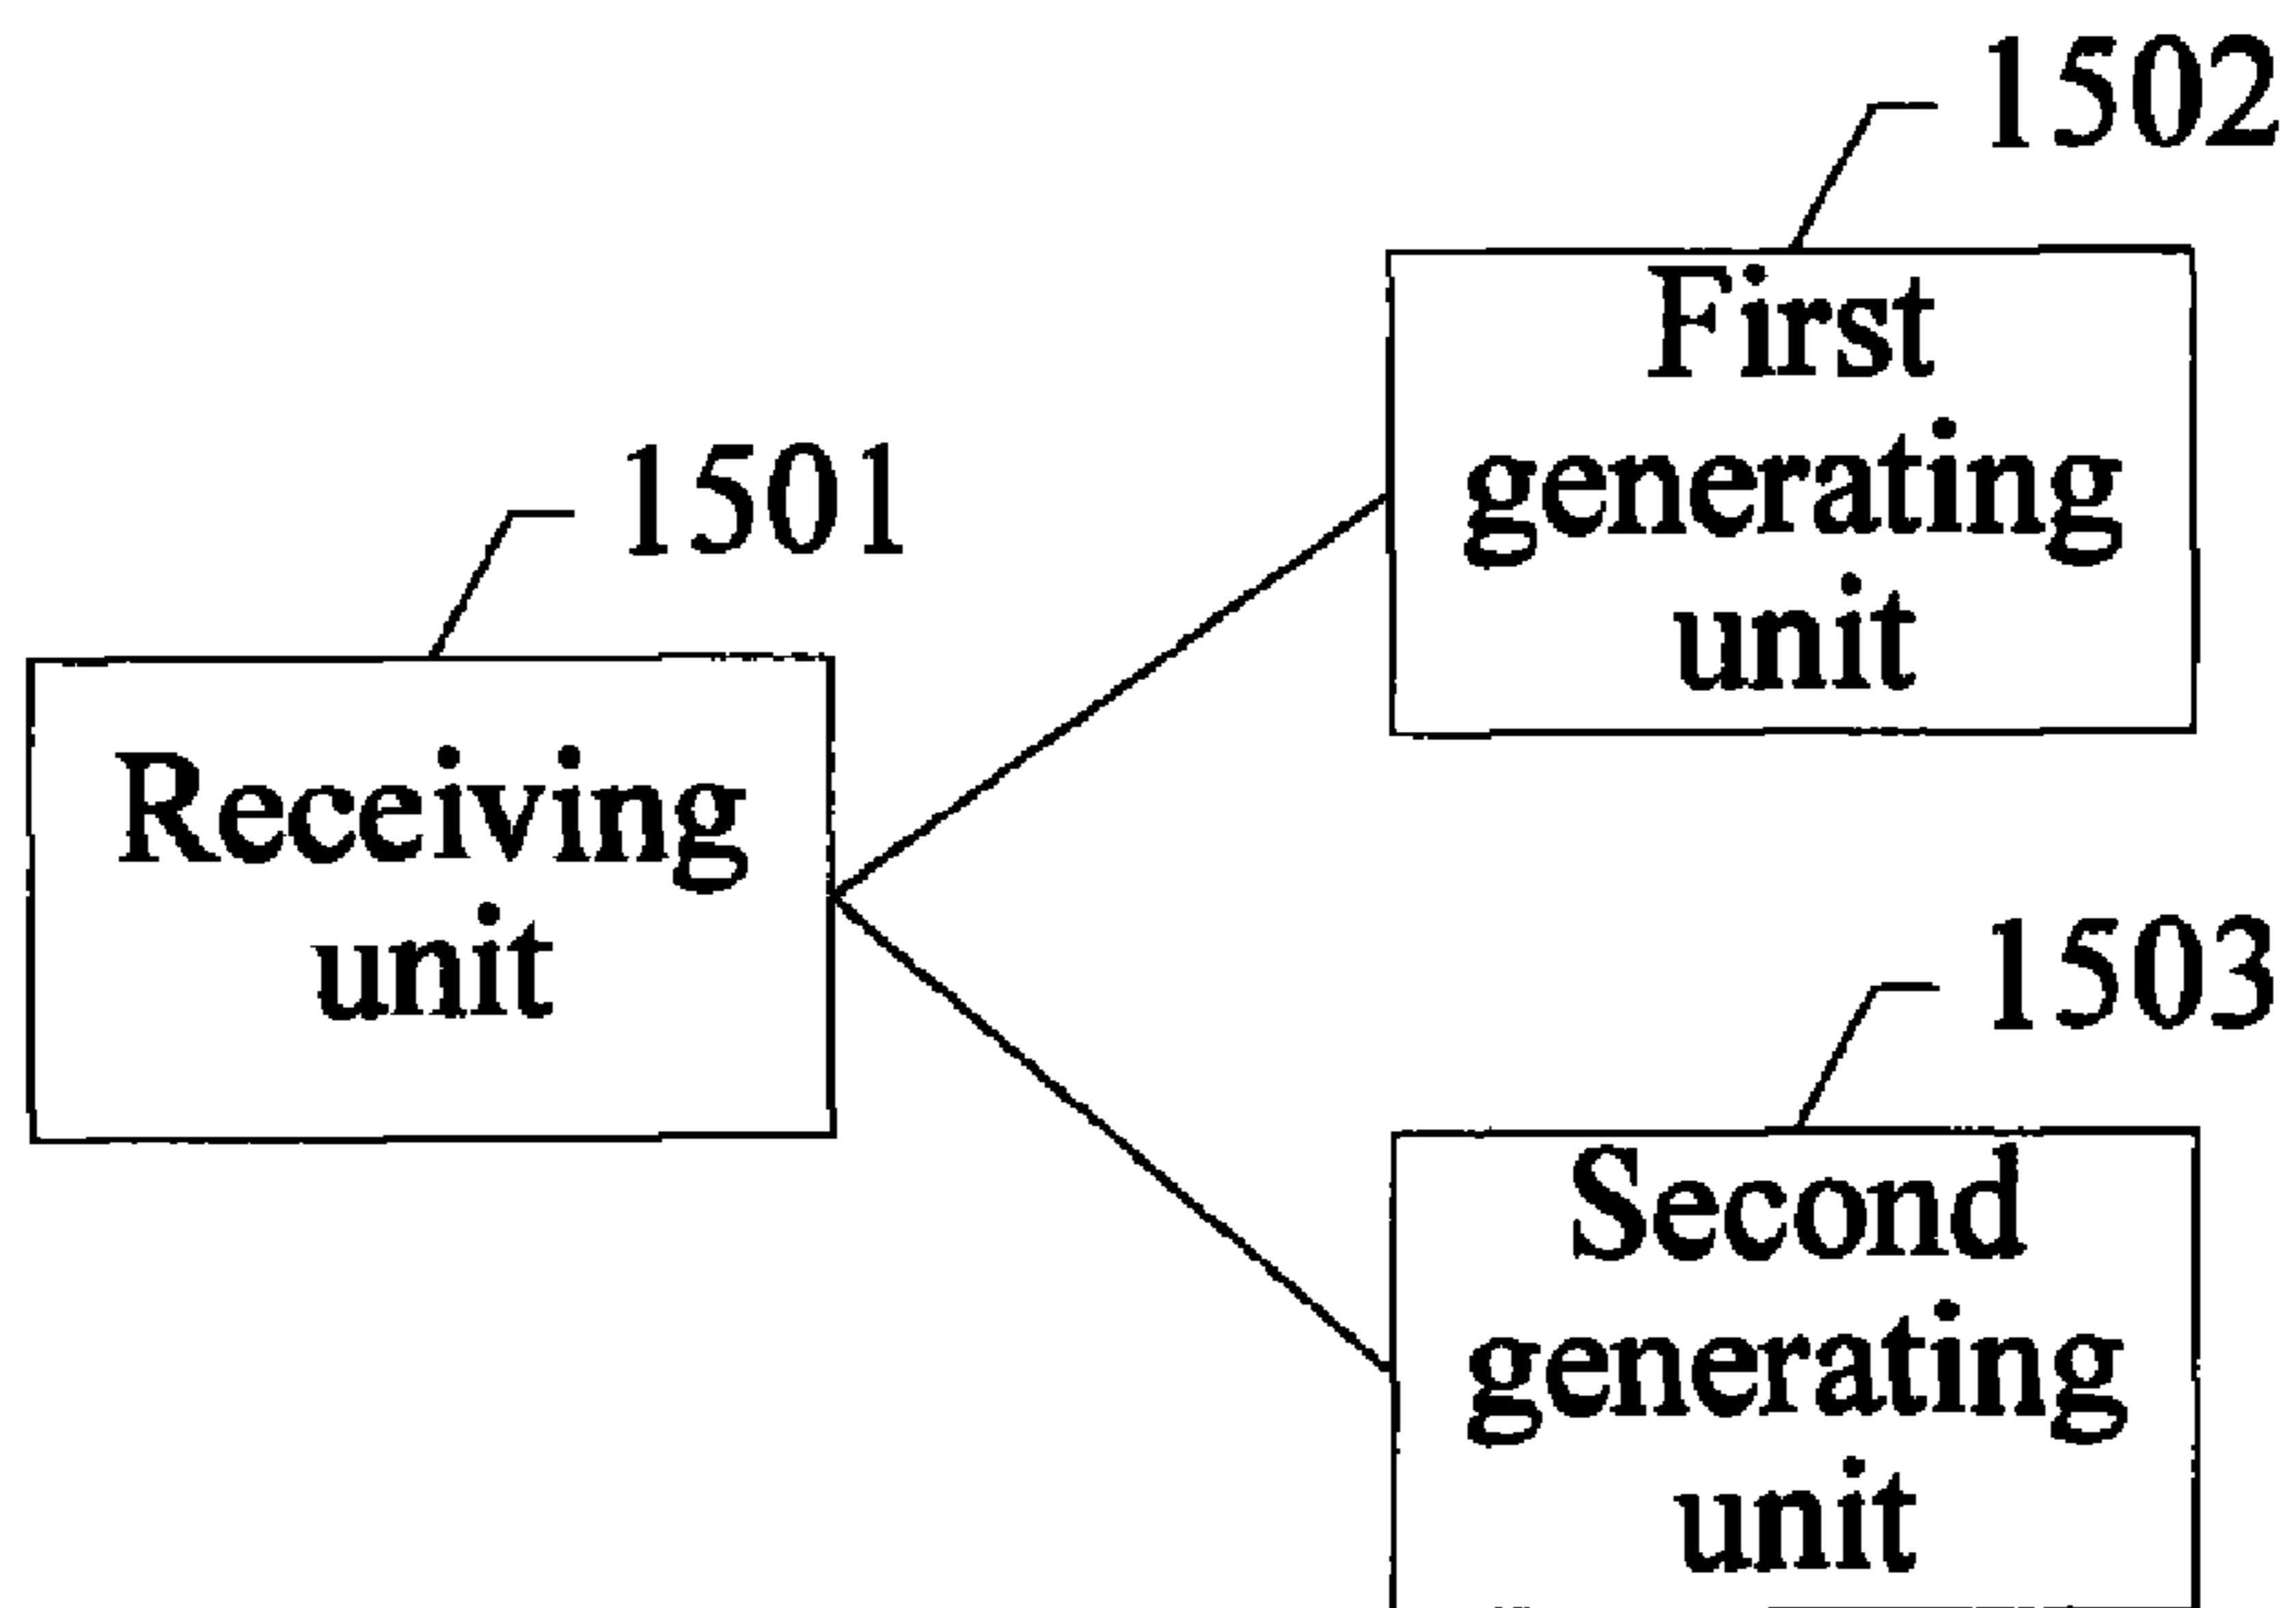 1502
First
generating
unit
1501
Receiving
unit
1503
Second
generating
unit